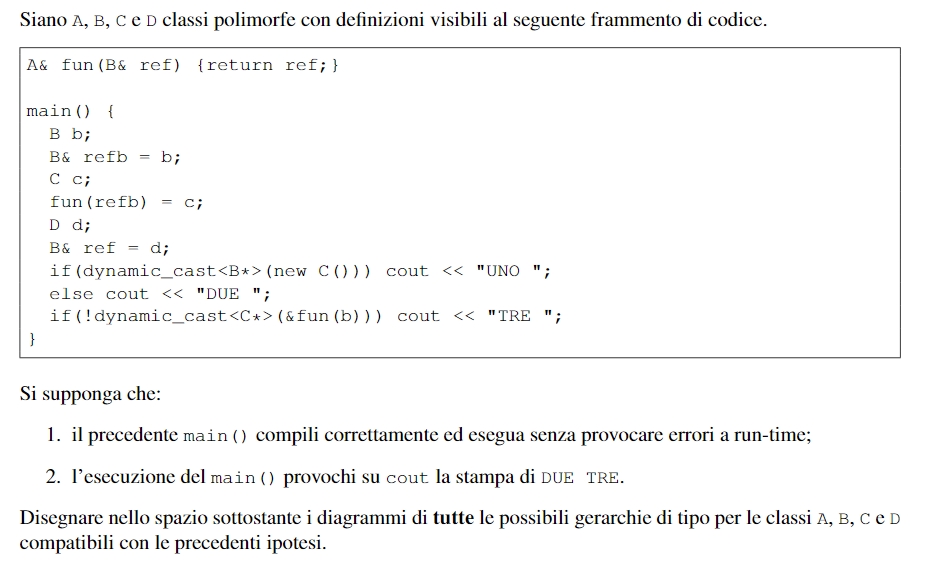 Siano A, B, C e D classi polimorfe con definizioni visibili al seguente frammento di codice.
A& fun(B& ref) {return ref;}
main() {
B b;
B& refb = b;
C c;
fun(refb) = c;
D d;
B& ref = d;
if(dynamic_cast<B*>(new C())) cout << "UNO ";
else cout << "DUE ";
if(!dynamic_cast<C*>(&fun(b))) cout << "TRE ";
}
Si supponga che:
1. il precedente main() compili correttamente ed esegua senza provocare errori a run-time;
2. l'esecuzione del main() provochi su cout la stampa di DUE TRE.
Disegnare nello spazio sottostante i diagrammi di tutte le possibili gerarchie di tipo per le classi A, B, C e D
compatibili con le precedenti ipotesi.